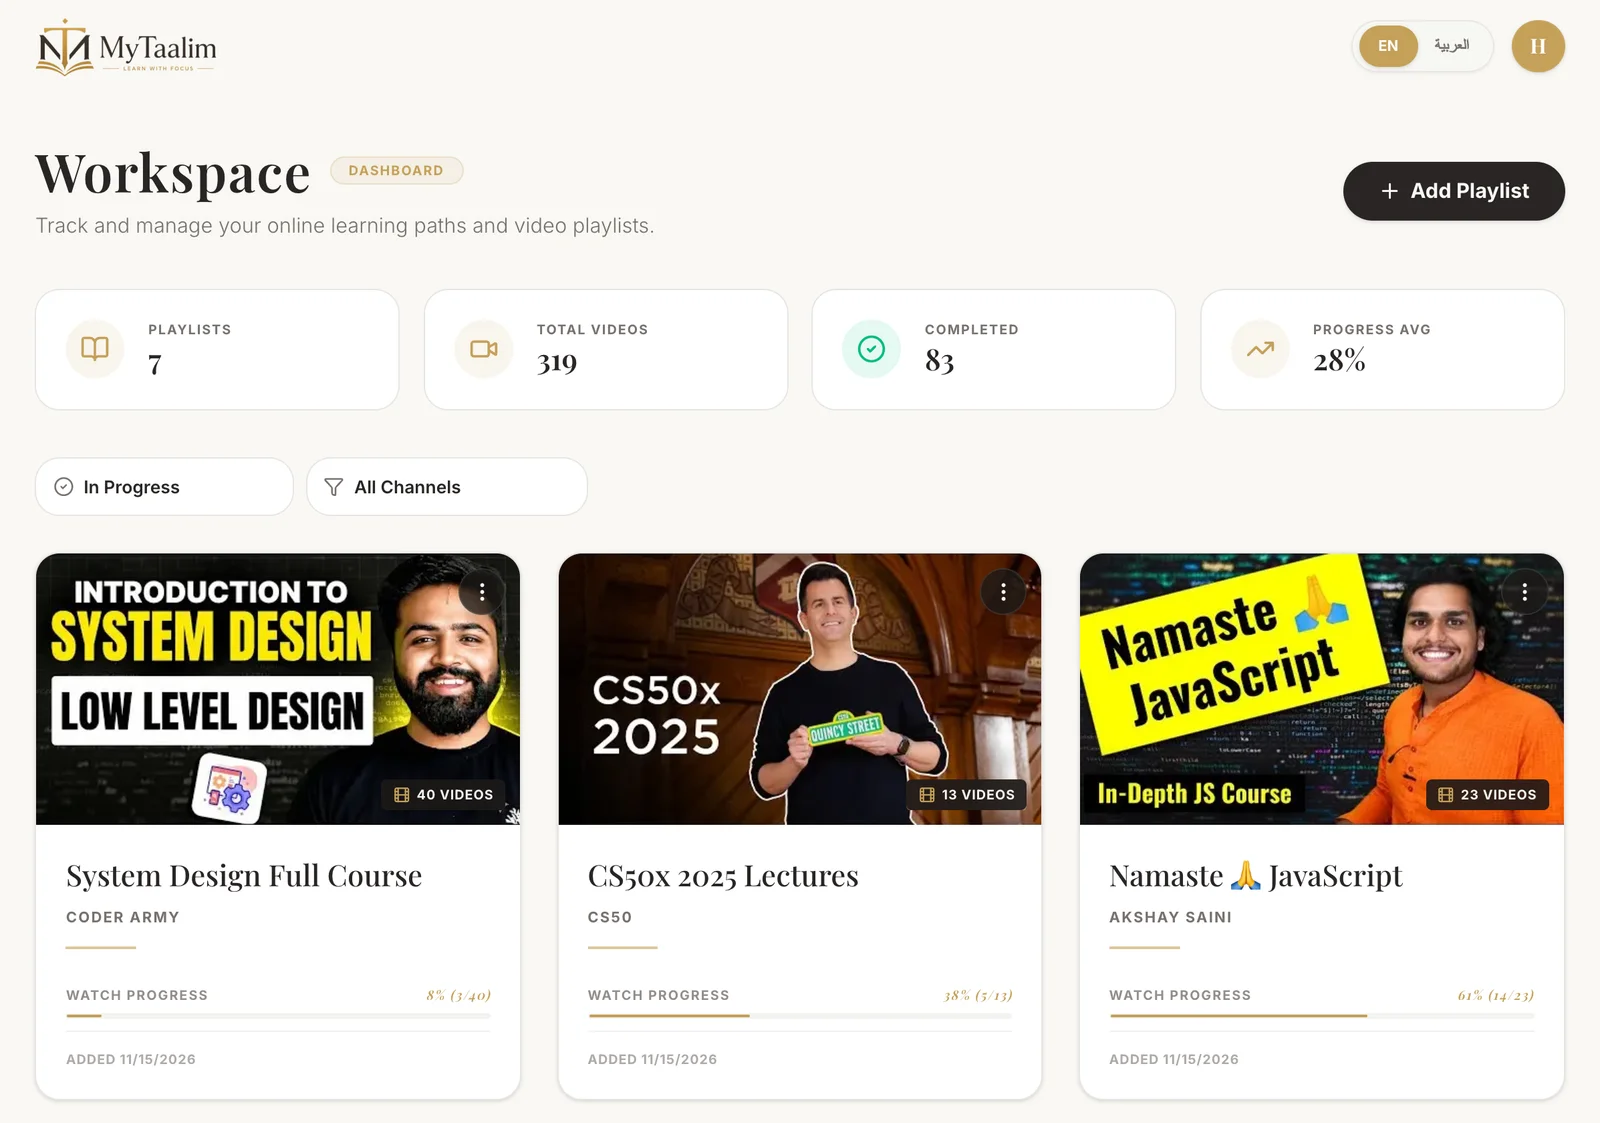 MyTaalim
LEARN WITH FOCUS
EN
العربية
H
Workspace
DASHBOARD
Track and manage your online learning paths and video playlists.
+ Add Playlist
PLAYLISTS
7
TOTAL VIDEOS
319
COMPLETED
83
PROGRESS AVG
28%
In Progress
All Channels
INTRODUCTION TO
SYSTEM DESIGN
LOW LEVEL DESIGN
40 VIDEOS
System Design Full Course
CODER ARMY
WATCH PROGRESS
8% (3/40)
ADDED 11/15/2026
CS50x
2025
QUINCY STREET
13 VIDEOS
CS50x 2025 Lectures
CS50
WATCH PROGRESS
38% (5/13)
ADDED 11/15/2026
Namaste 🙏
JavaScript
In-Depth JS Course
23 VIDEOS
Namaste 🙏 JavaScript
AKSHAY SAINI
WATCH PROGRESS
61% (14/23)
ADDED 11/15/2026